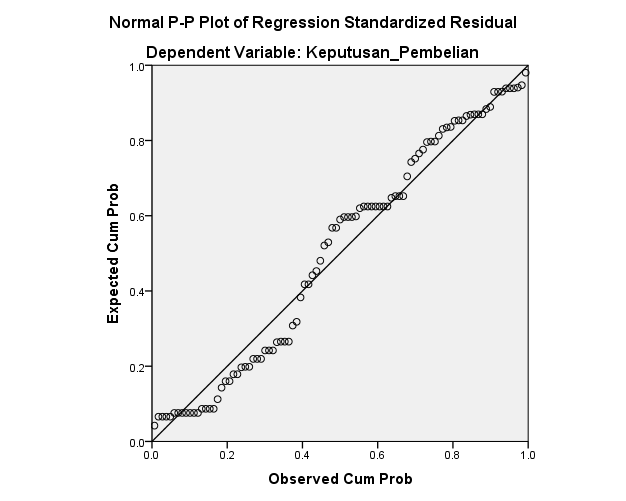 Normal P-P Plot of Regression Standardized Residual
Dependent Variable: Keputusan_Pembelian
1.0
0.8
0.6
0.4
0.2
0.0
Expected Cum Prob
0.0 0.2 0.4 0.6 0.8 1.0
Observed Cum Prob